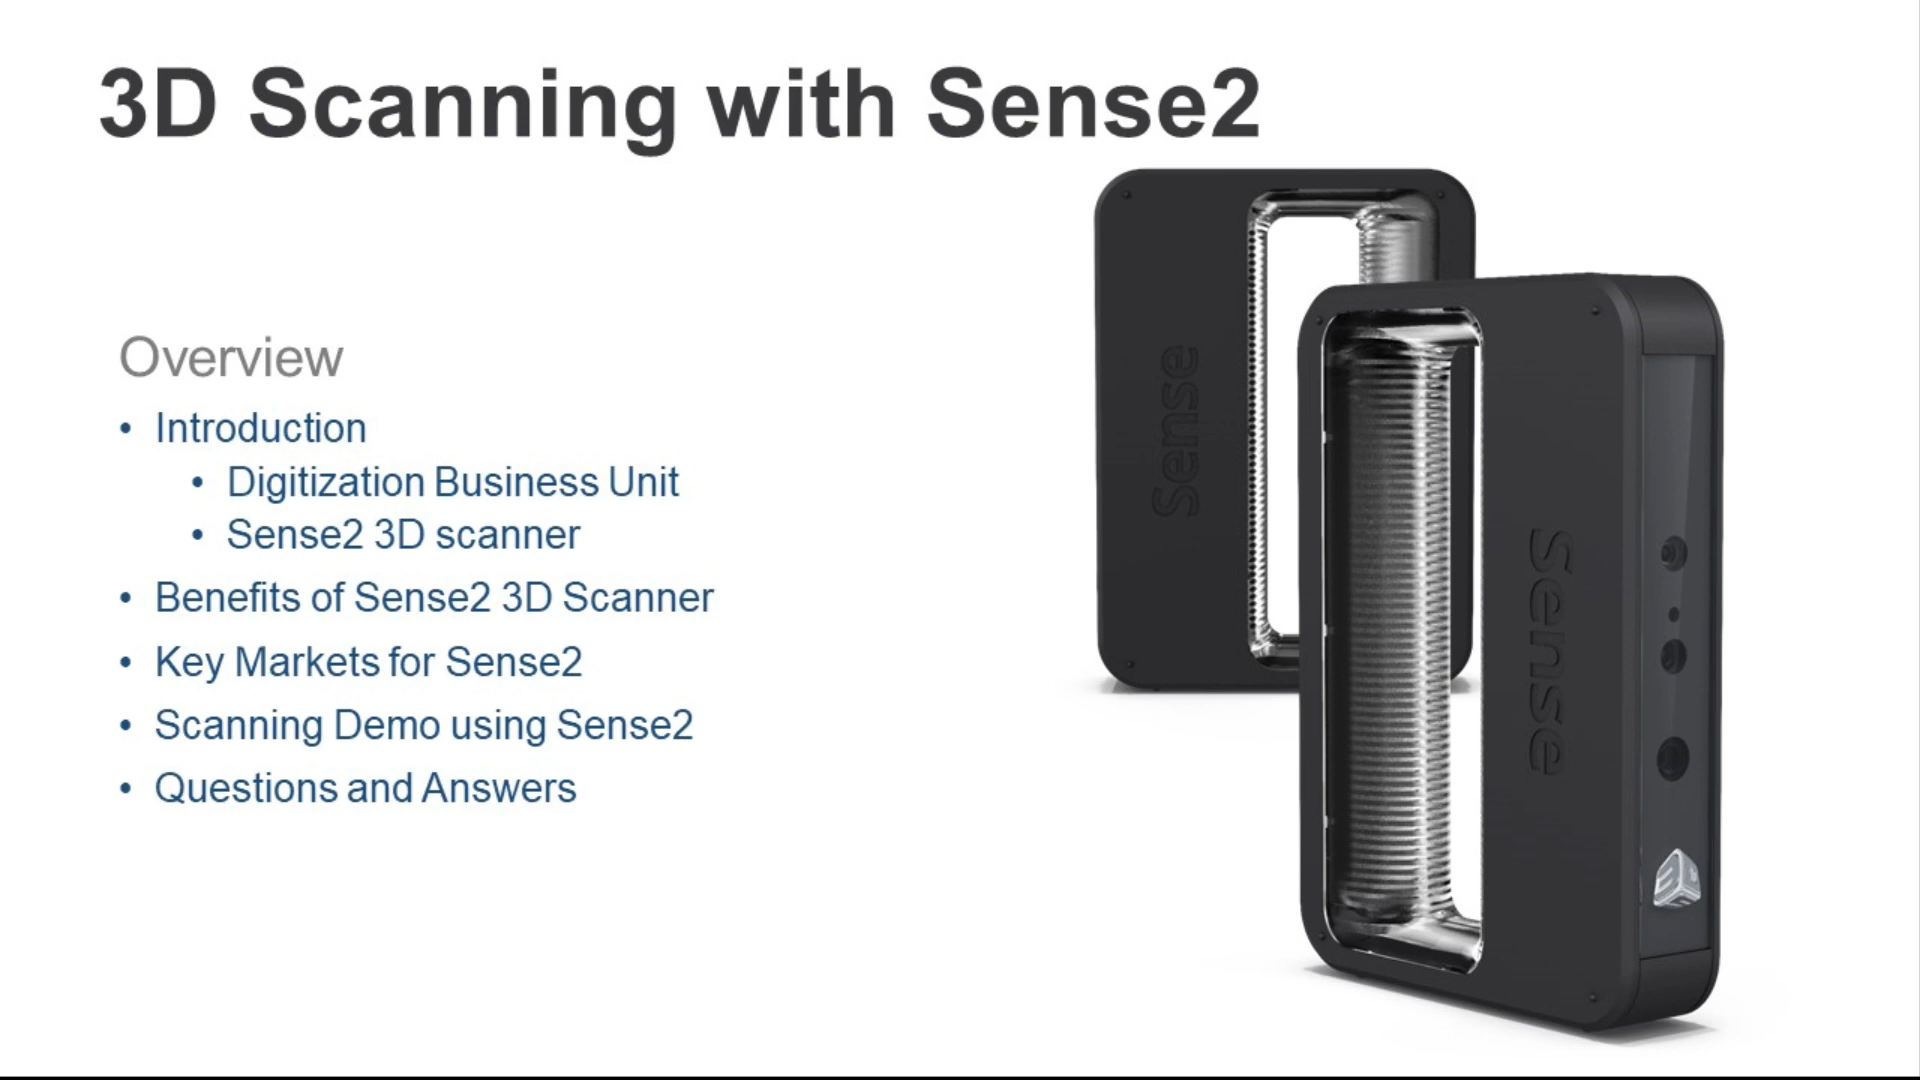 3D Scanning with Sense2
Overview
• Introduction
• Digitization Business Unit
• Sense2 3D scanner
• Benefits of Sense2 3D Scanner
• Key Markets for Sense2
• Scanning Demo using Sense2
• Questions and Answers
Sense
Sense